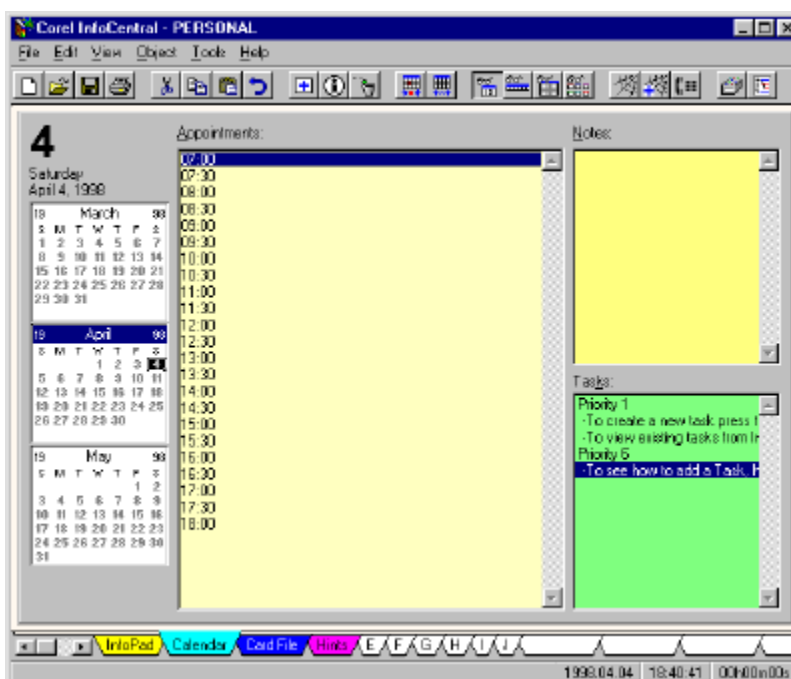 Corel InfoCentral - PERSONAL
File Edit View Object Tools Help
4
Saturday
April 4, 1998
19 March 98
S M T W T F S
1 2 3 4 5 6 7
8 9 10 11 12 13 14
15 16 17 18 19 20 21
22 23 24 25 26 27 28
29 30 31
19 April 98
S M T W T F S
1 2 3 4
5 6 7 8 9 10 11
12 13 14 15 16 17 18
19 20 21 22 23 24 25
26 27 28 29 30
19 May 98
S M T W T F S
1 2
3 4 5 6 7 8 9
10 11 12 13 14 15 16
17 18 19 20 21 22 23
24 25 26 27 28 29 30
31
Appointments:
07:00
07:30
08:00
08:30
09:00
09:30
10:00
10:30
11:00
11:30
12:00
12:30
13:00
13:30
14:00
14:30
15:00
15:30
16:00
16:30
17:00
17:30
18:00
Notes:
Tasks:
Priority 1
-To create a new task press
-To view existing tasks from
Priority 5
-To see how to add a Task,
InfoPad Calendar Card File Hints E F G H I J
1998.04.04 18:40:41 00h00m00s